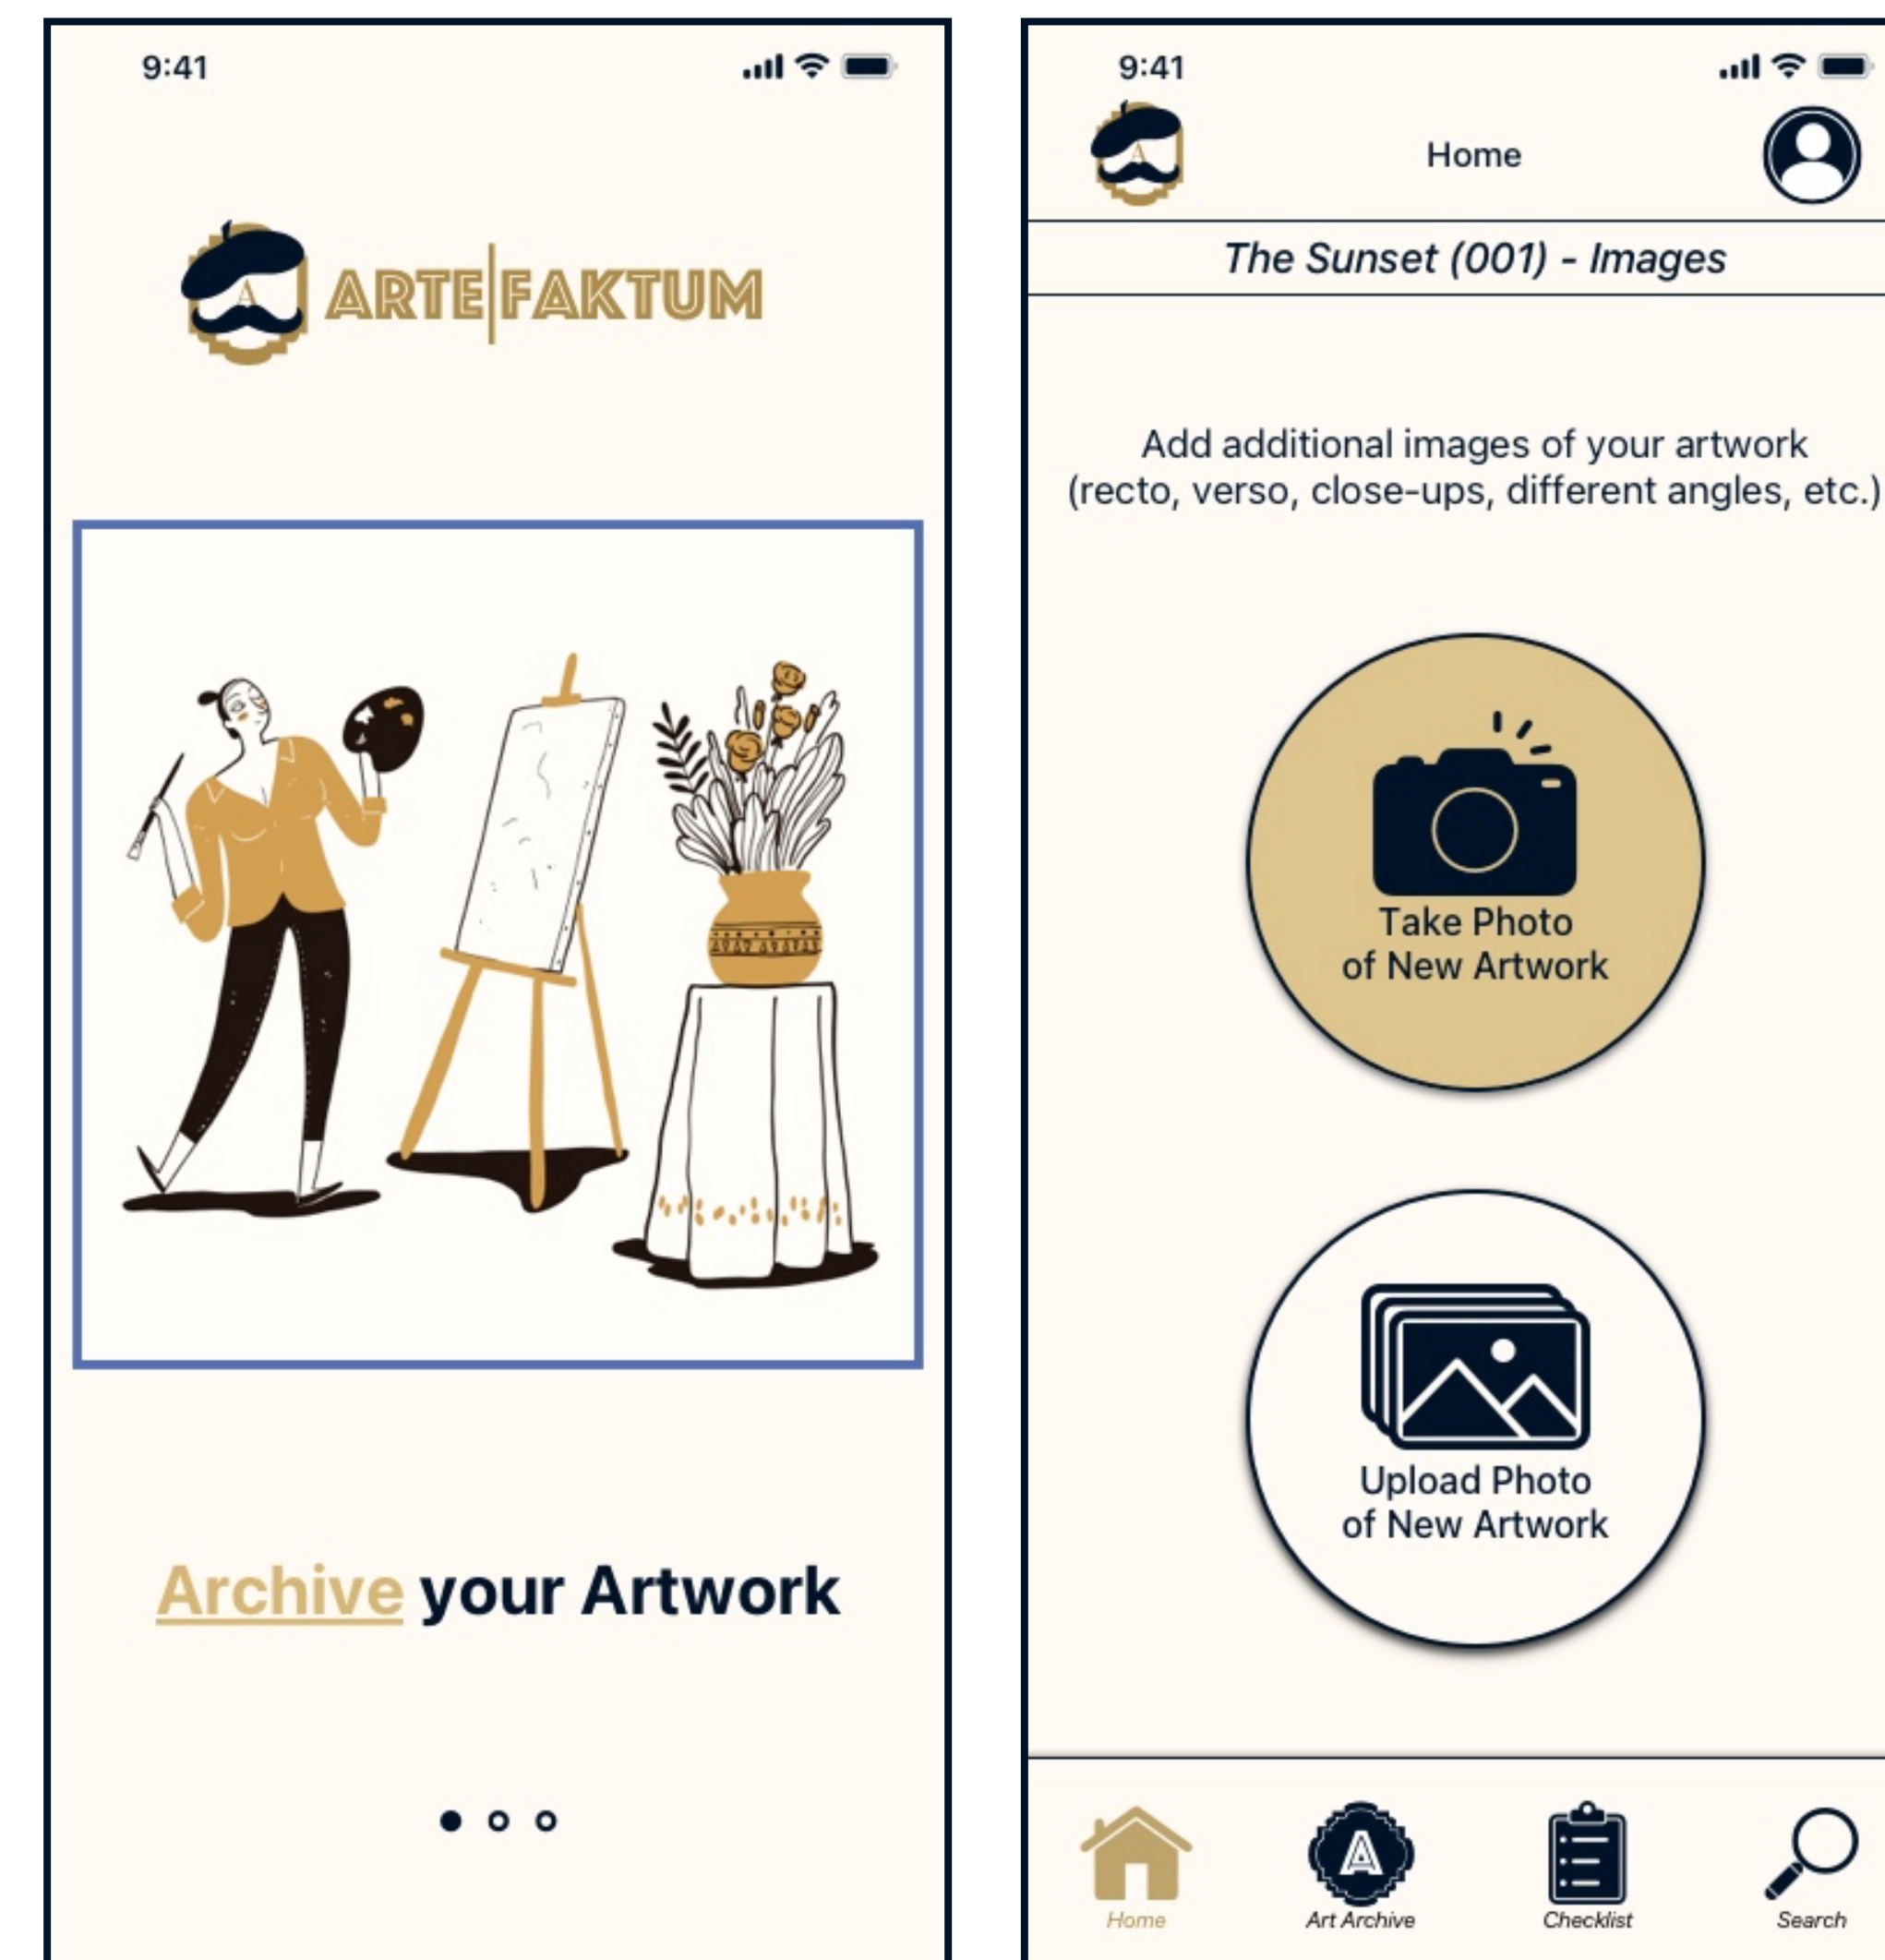 9:41
A
ARTE|FAKTUM
Archive your Artwork
9:41
A
Home
The Sunset (001) - Images
Add additional images of your artwork
(recto, verso, close-ups, different angles, etc.)
Take Photo
of New Artwork
Upload Photo
of New Artwork
A
Home
Art Archive
Checklist
Search